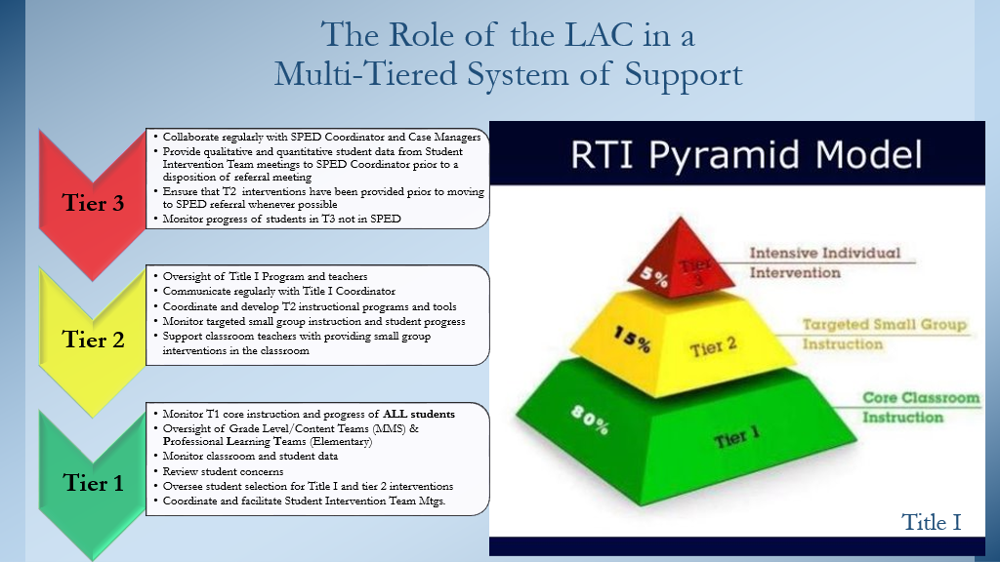 The Role of the LAC in a
Multi-Tiered System of Support
Tier 3
• Collaborate regularly with SPED Coordinator and Case Managers
• Provide qualitative and quantitative student data from Student
Intervention Team meetings to SPED Coordinator prior to a
disposition of referral meeting
• Ensure that T2 interventions have been provided prior to moving
to SPED referral whenever possible
• Monitor progress of students in T3 not in SPED
Tier 2
• Oversight of Title I Program and teachers
• Communicate regularly with Title I Coordinator
• Coordinate and develop T2 instructional programs and tools
• Monitor targeted small group instruction and student progress
• Support classroom teachers with providing small group
interventions in the classroom
Tier 1
• Monitor T1 core instruction and progress of ALL students
• Oversight of Grade Level/Content Teams (MMS) &
Professional Learning Teams (Elementary)
• Monitor classroom and student data
• Review student concerns
• Oversee student selection for Title I and tier 2 interventions
• Coordinate and facilitate Student Intervention Team Mtgs.
RTI Pyramid Model
5%
Tier
3
Intensive Individual
Intervention
15%
Tier 2
Targeted Small Group
Instruction
80%
Tier 1
Core Classroom
Instruction
Title I